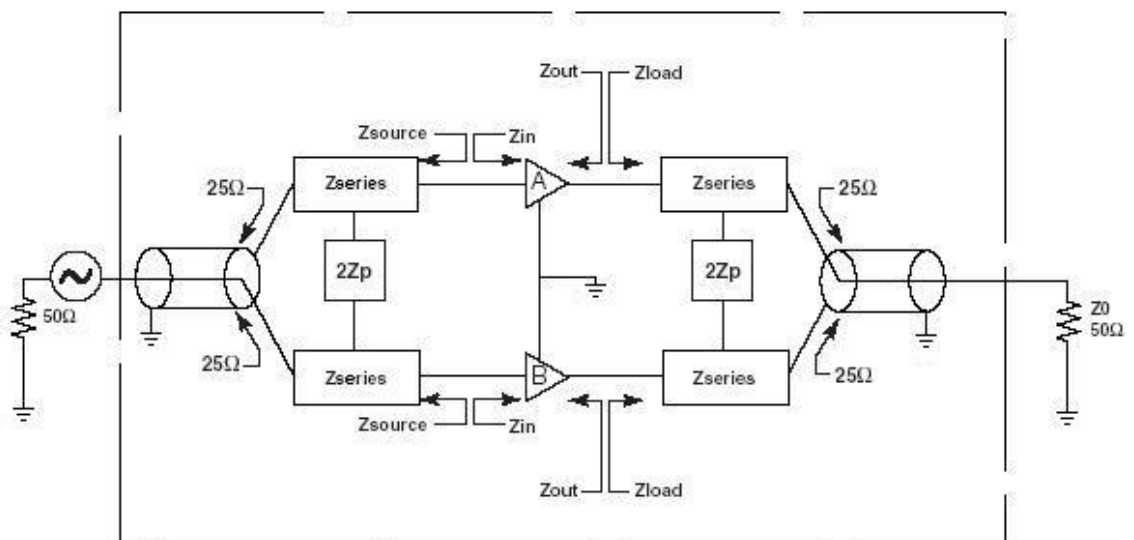 Zout
Zload
Zsource
Zin
25Ω
Zseries
A
Zseries
25Ω
2Zp
2Zp
50Ω
Z0
50Ω
25Ω
Zseries
B
Zseries
25Ω
Zsource
Zin
Zout
Zload